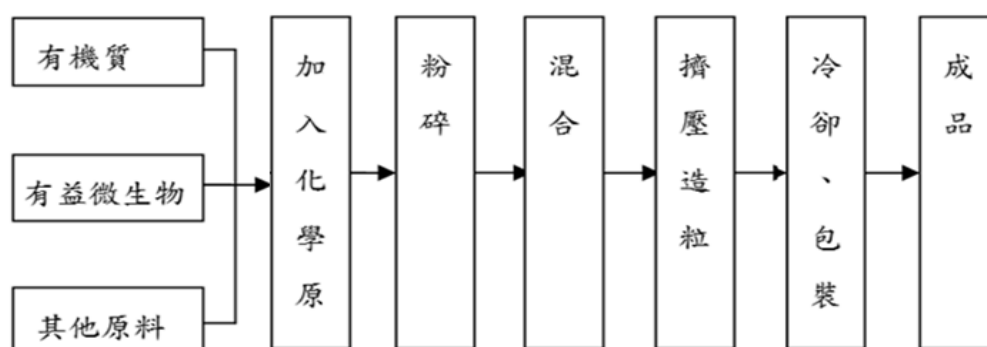 有機質
有益微生物
其他原料
加入化學原
粉碎
混合
擠壓造粒
冷卻、包裝
成品